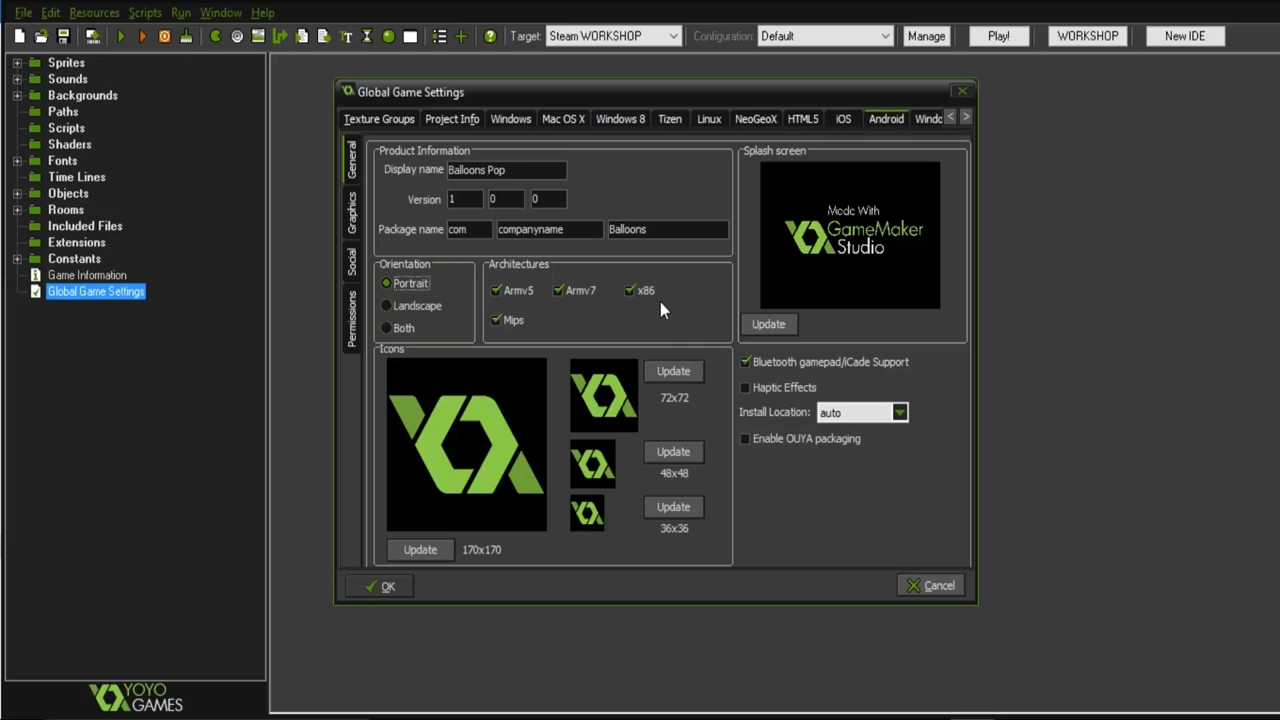 File Edit Resources Scripts Run Window Help
Target: Steam WORKSHOP Configuration: Default Manage Play! WORKSHOP New IDE
Sprites
Sounds
Backgrounds
Paths
Scripts
Shaders
Fonts
Time Lines
Objects
Rooms
Included Files
Extensions
Constants
Game Information
Global Game Settings
YOYO
GAMES
Global Game Settings
Texture Groups Project Info Windows Mac OS X Windows 8 Tizen Linux NeoGeoX HTML5 iOS Android Windo
General
Graphics
Social
Permissions
Product Information
Display name Balloons Pop
Version 1 0 0
Package name com companyname Balloons
Orientation
Portrait
Landscape
Both
Architectures
Armv5 Armv7 x86
Mips
Icons
Update
72x72
Update
48x48
Update
36x36
Update 170x170
Splash screen
Made With
GameMaker
Studio
Update
Bluetooth gamepad/iCade Support
Haptic Effects
Install Location: auto
Enable OUYA packaging
OK
Cancel